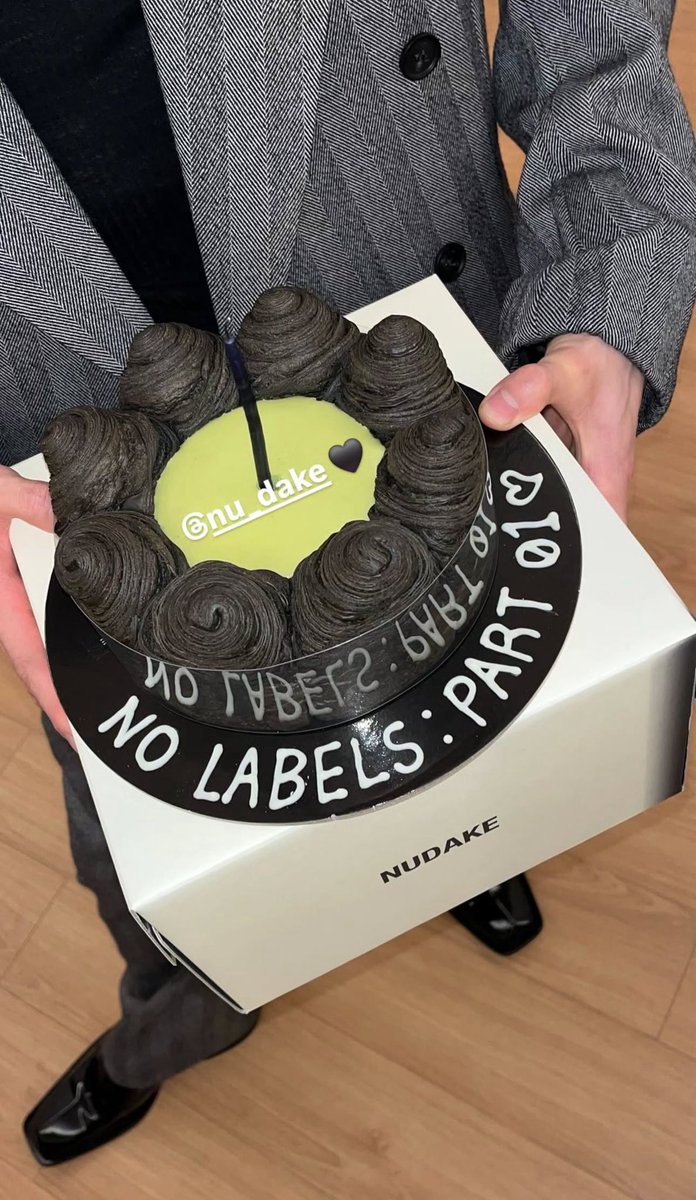 @nu_dake🖤
NO LABELS: PART 01♡
NO LABELS: PART 01
NUDAKE